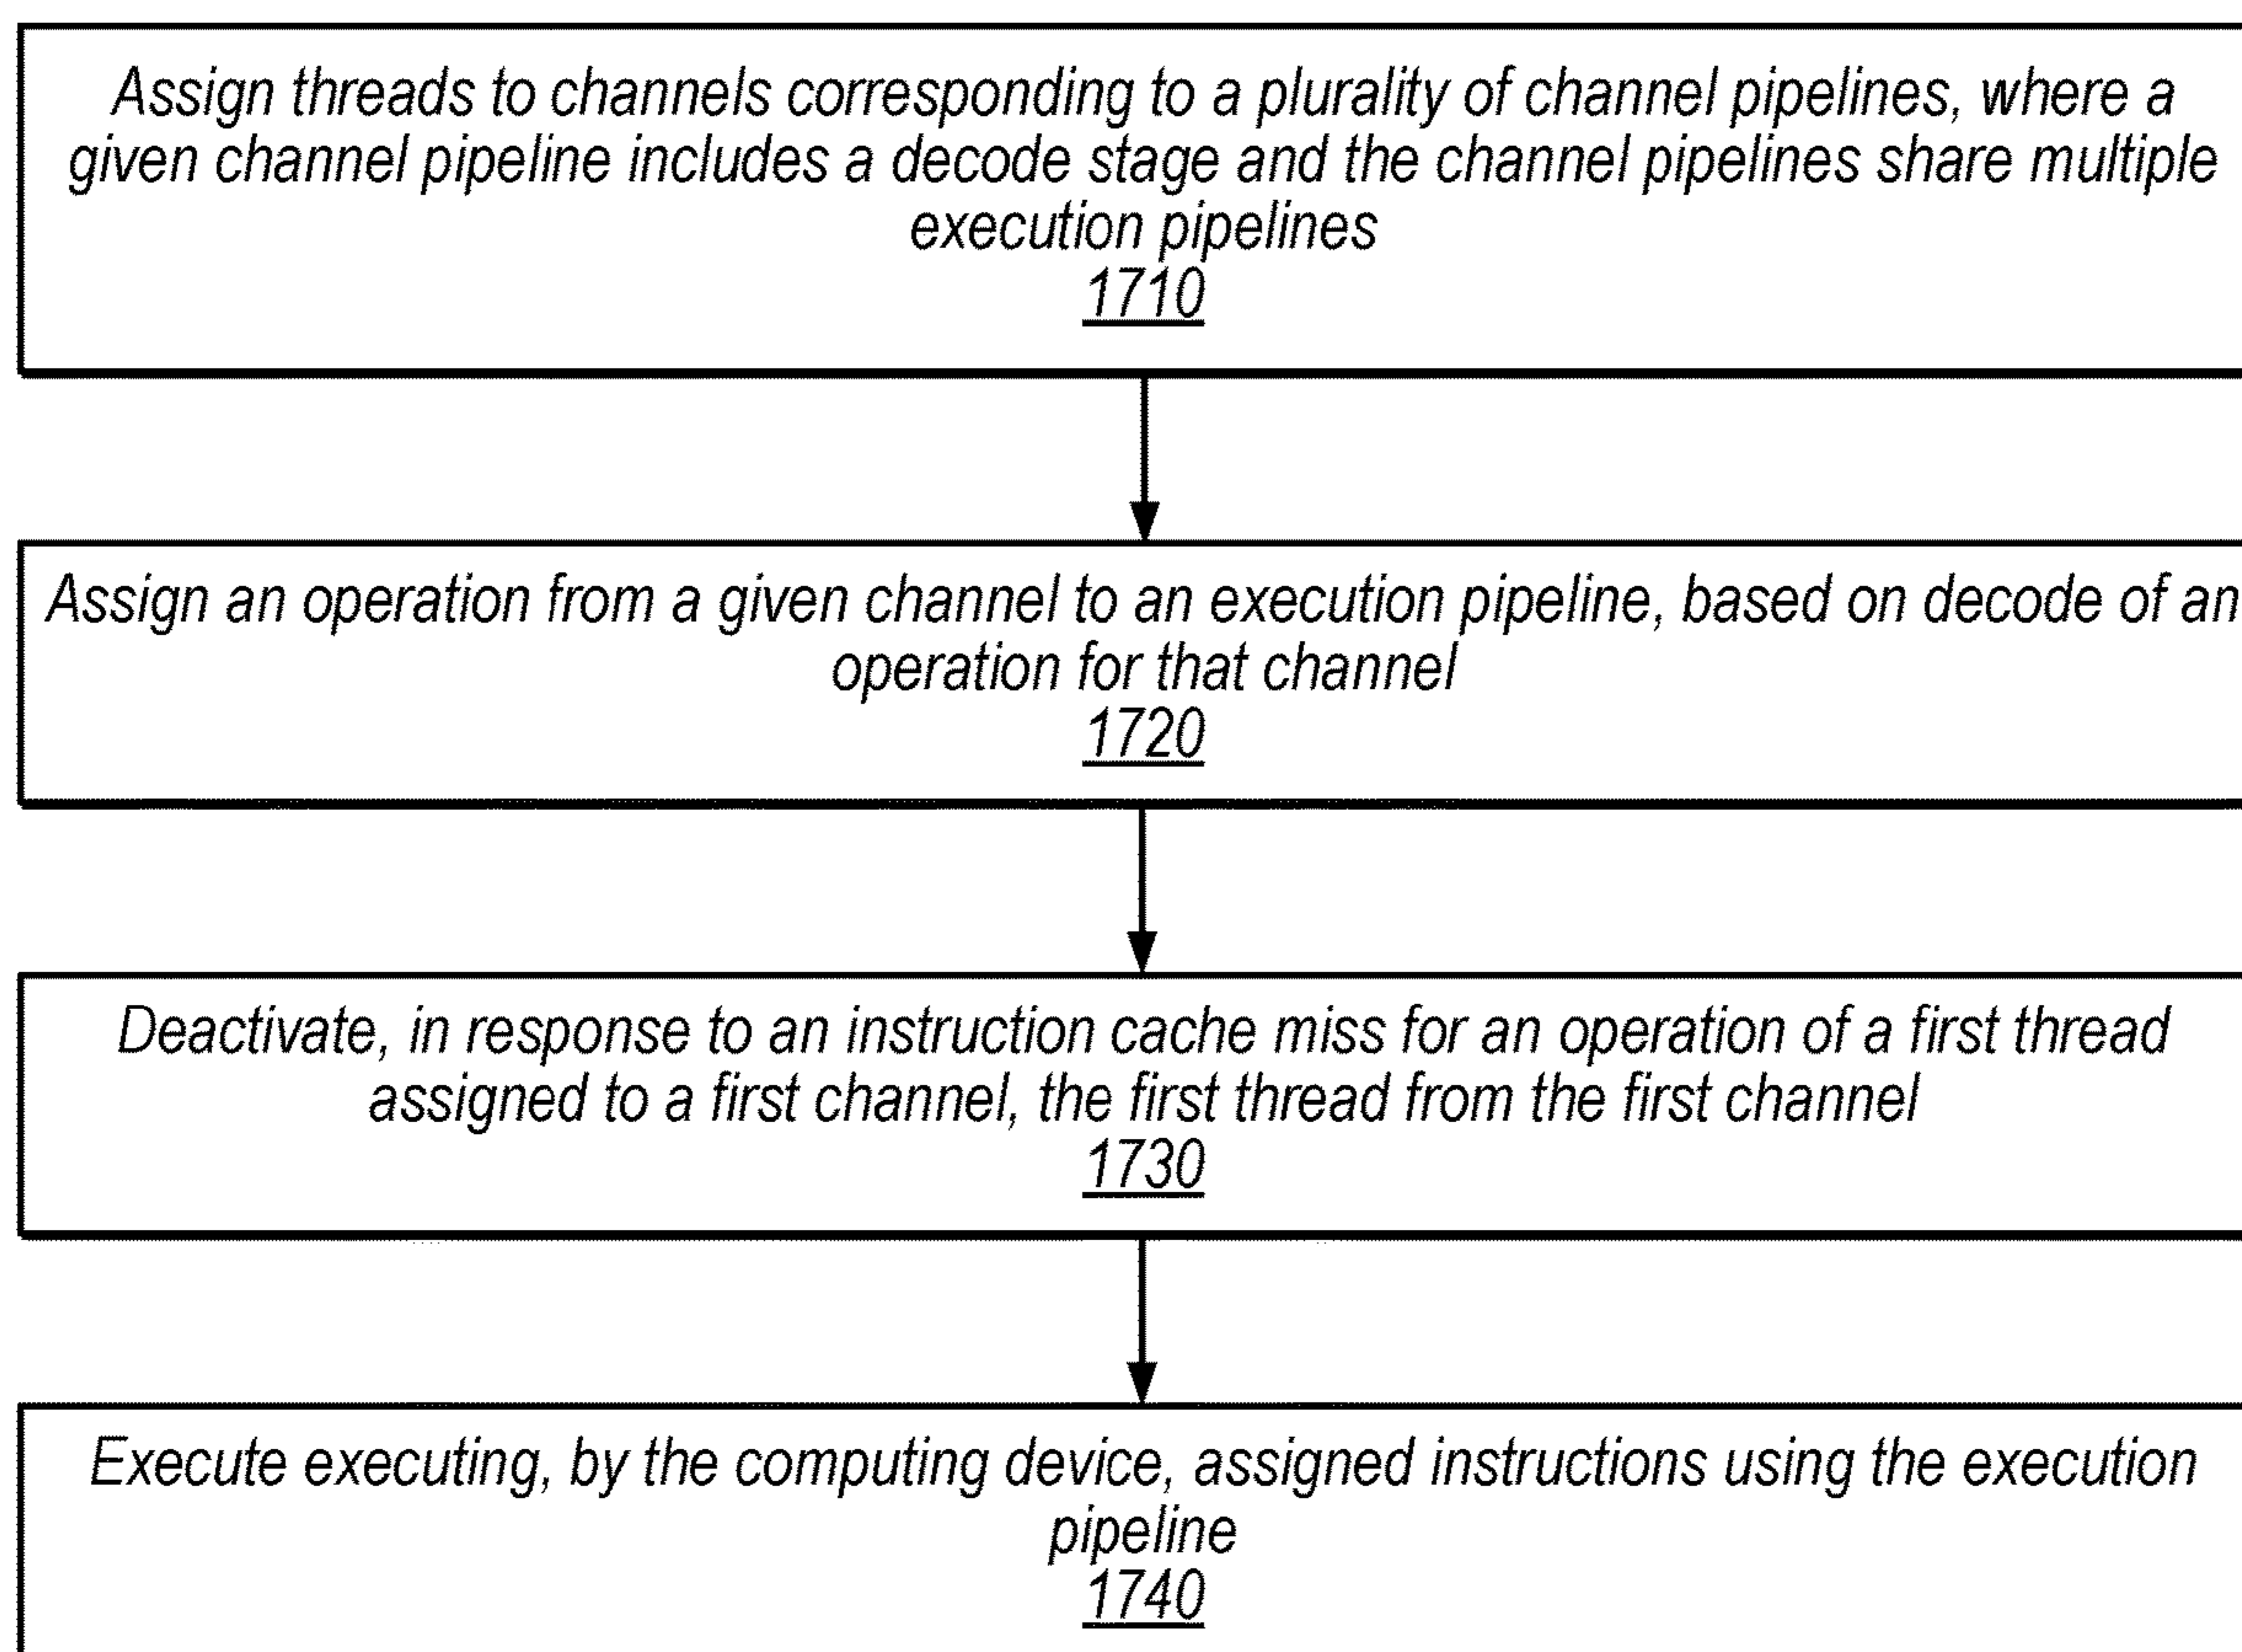 Assign threads to channels corresponding to a plurality of channel pipelines, where a
given channel pipeline includes a decode stage and the channel pipelines share multiple
execution pipelines
1710
Assign an operation from a given channel to an execution pipeline, based on decode of an
operation for that channel
1720
Deactivate, in response to an instruction cache miss for an operation of a first thread
assigned to a first channel, the first thread from the first channel
1730
Execute executing, by the computing device, assigned instructions using the execution
pipeline
1740